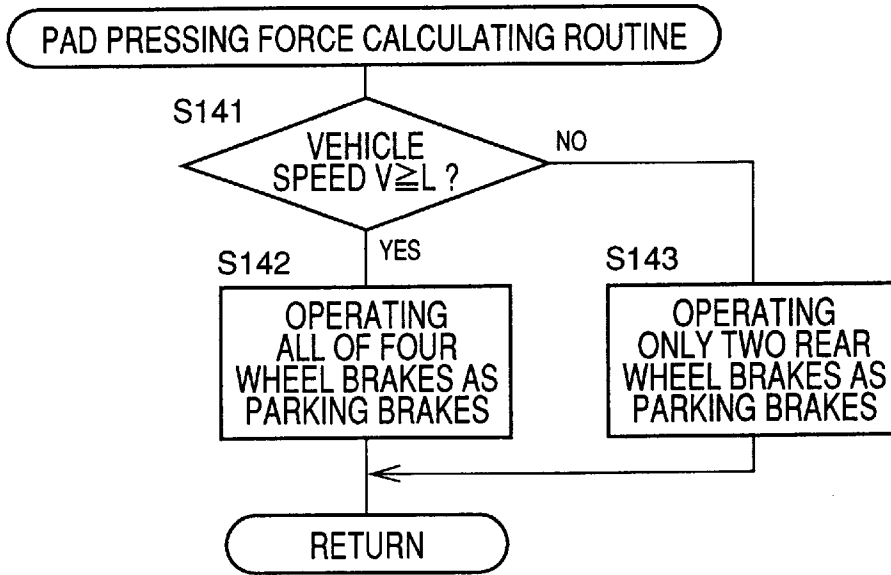 PAD PRESSING FORCE CALCULATING ROUTINE
S141
VEHICLE
SPEED V≧L ?
NO
YES
S142
OPERATING
ALL OF FOUR
WHEEL BRAKES AS
PARKING BRAKES
S143
OPERATING
ONLY TWO REAR
WHEEL BRAKES AS
PARKING BRAKES
RETURN